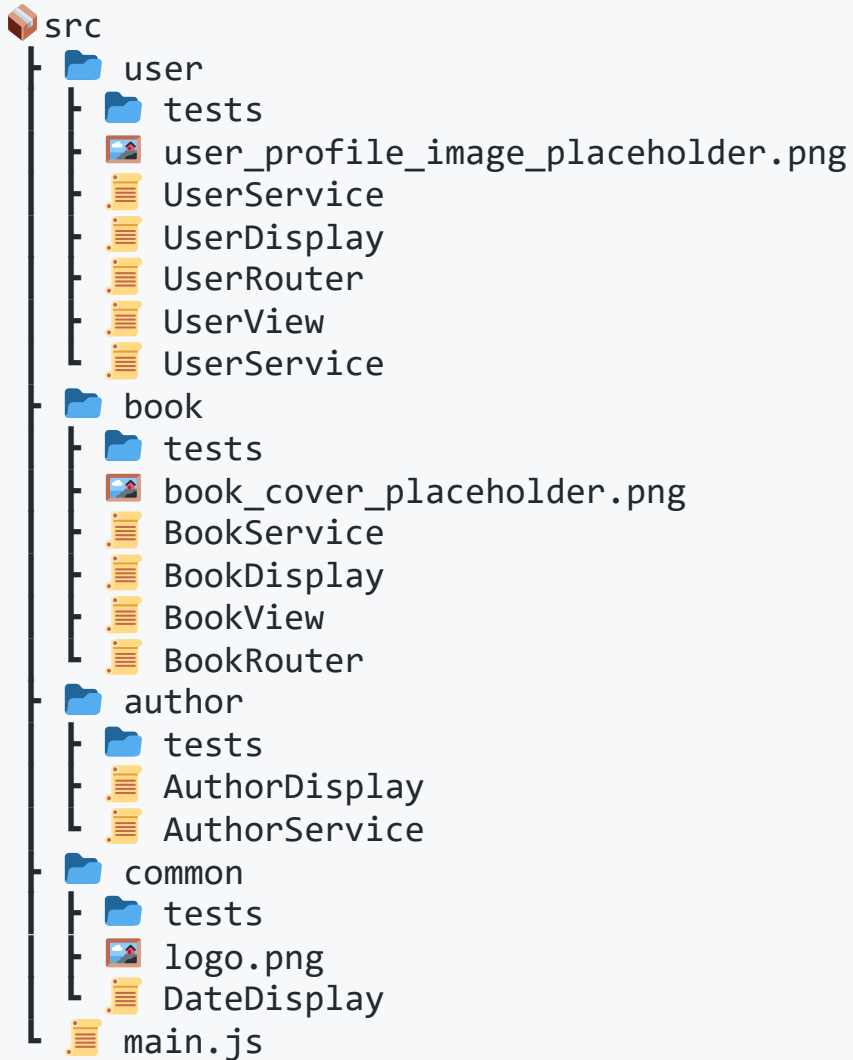 src
user
tests
user_profile_image_placeholder.png
UserService
UserDisplay
UserRouter
UserView
UserService
book
tests
book_cover_placeholder.png
BookService
BookDisplay
BookView
BookRouter
author
tests
AuthorDisplay
AuthorService
common
tests
logo.png
DateDisplay
main.js